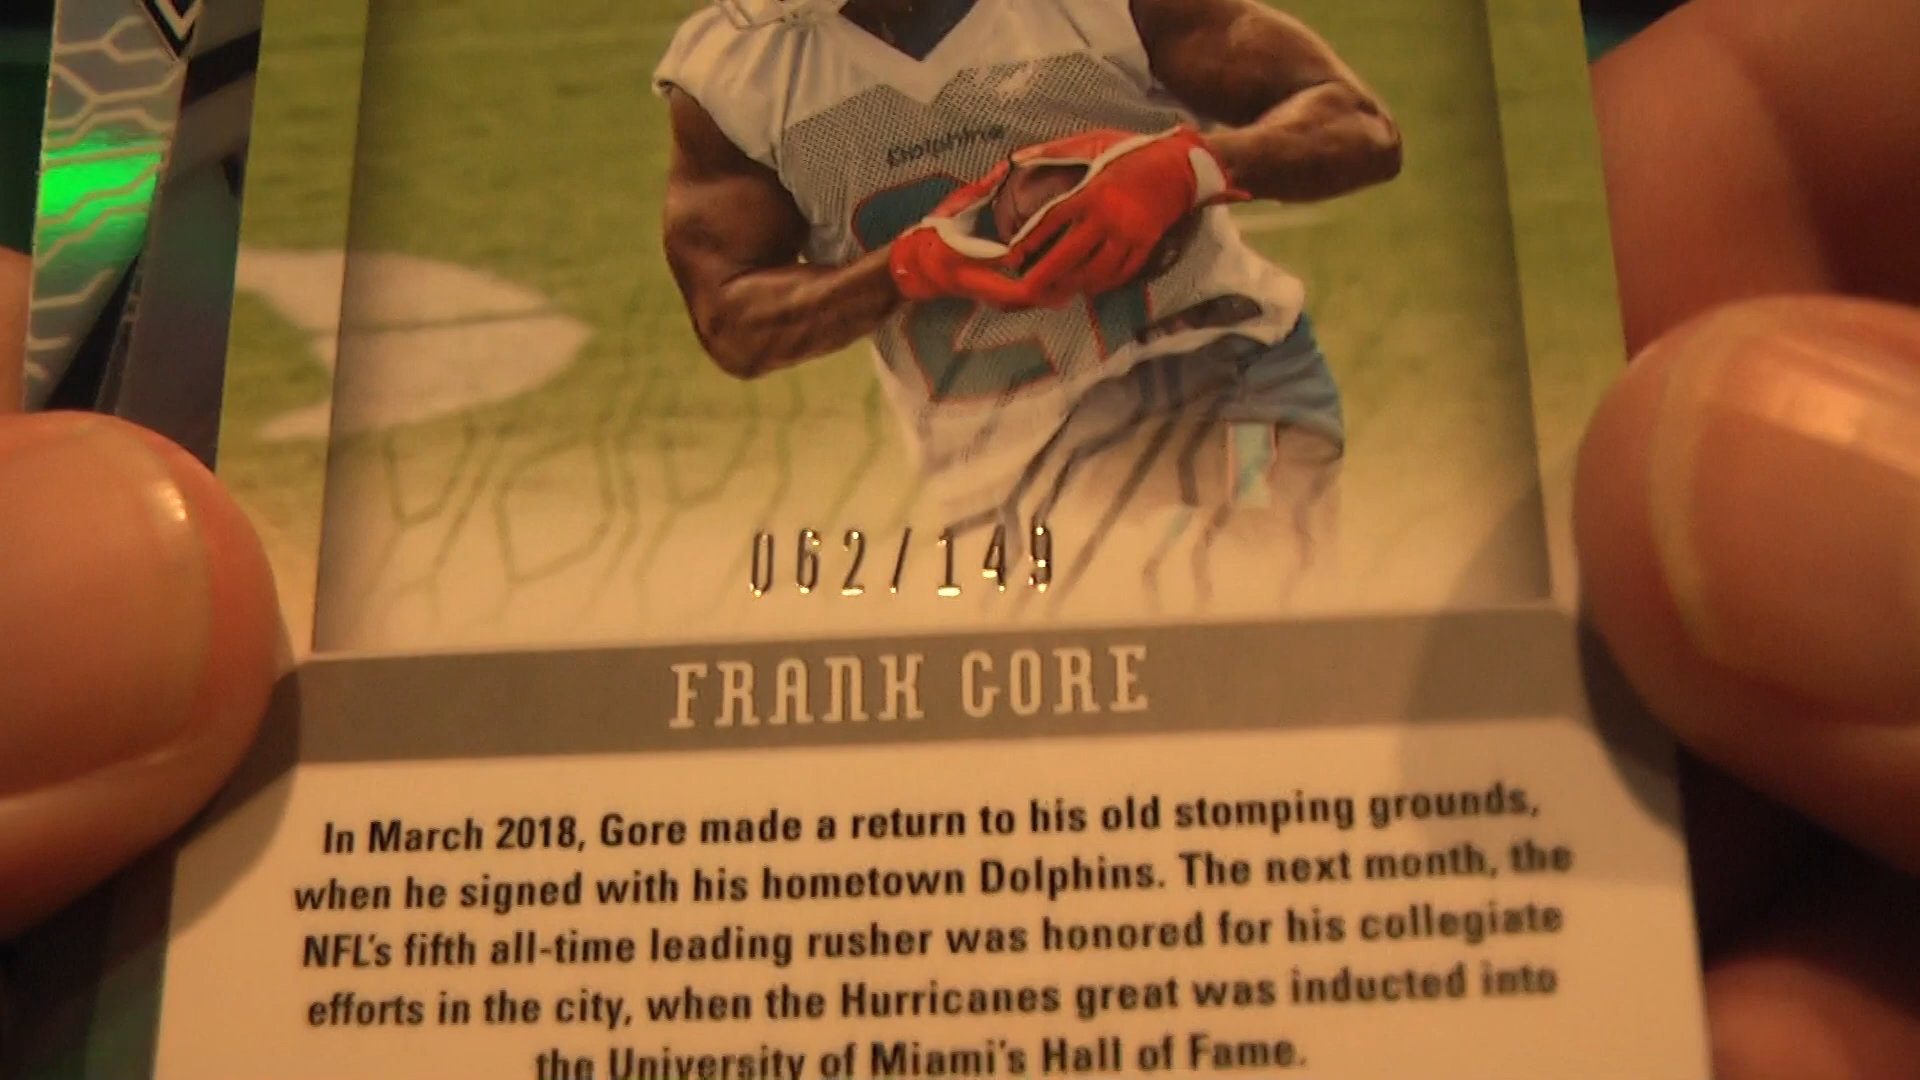 Dolphins
21
062/149
FRANK GORE
In March 2018, Gore made a return to his old stomping grounds,
when he signed with his hometown Dolphins. The next month, the
NFL's fifth all-time leading rusher was honored for his collegiate
efforts in the city, when the Hurricanes great was inducted into
the University of Miami's Hall of Fame.